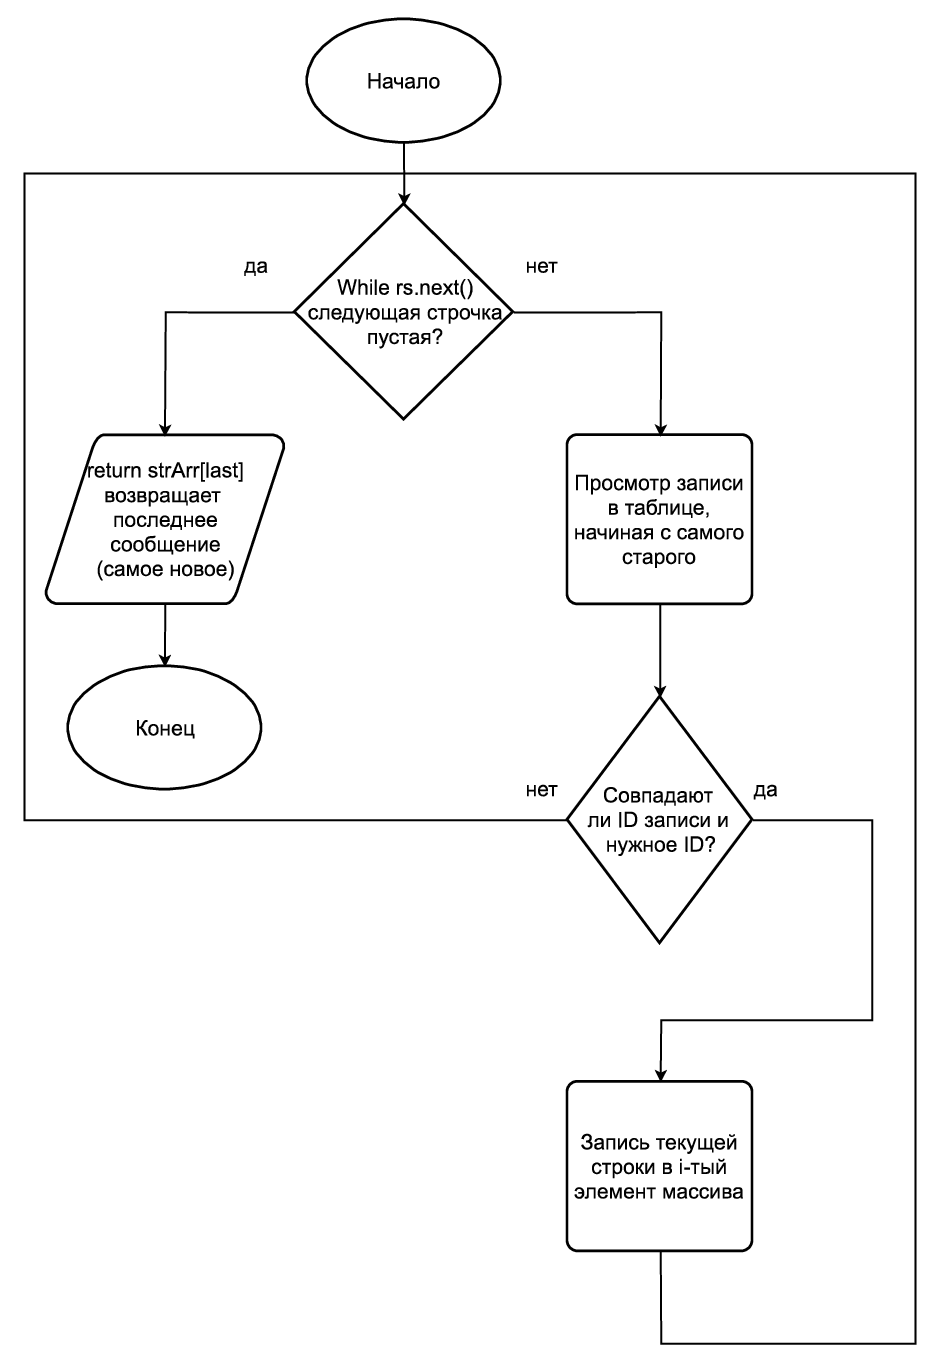 Начало
да
нет
While rs.next()
следующая строчка
пустая?
return strArr[last]
возвращает
последнее
сообщение
(самое новое)
Просмотр записи
в таблице,
начиная с самого
старого
Конец
нет
да
Совпадают
ли ID записи и
нужное ID?
Запись текущей
строки в i-тый
элемент массива